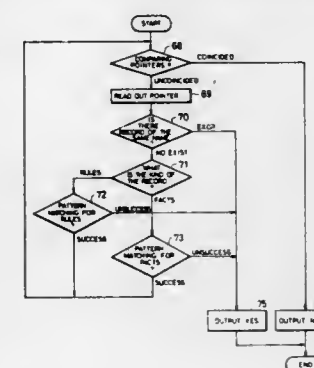 START
68
COMPARING
POINTERS
COINCIDED
UNCOINCIDED
READ OUT POINTER
69
IS
THERE
RECORD OF THE
SAME NAME
70
NO EXIST
71
RULES
WHAT
IS THE KIND OF
THE RECORD
72
FACTS
PATTERN
MATCHING FOR
RULES
UNSUCCESS
73
SUCCESS
PATTERN
MATCHING FOR
FACTS
UNSUCCESS
SUCCESS
75
OUTPUT YES
OUTPUT
END